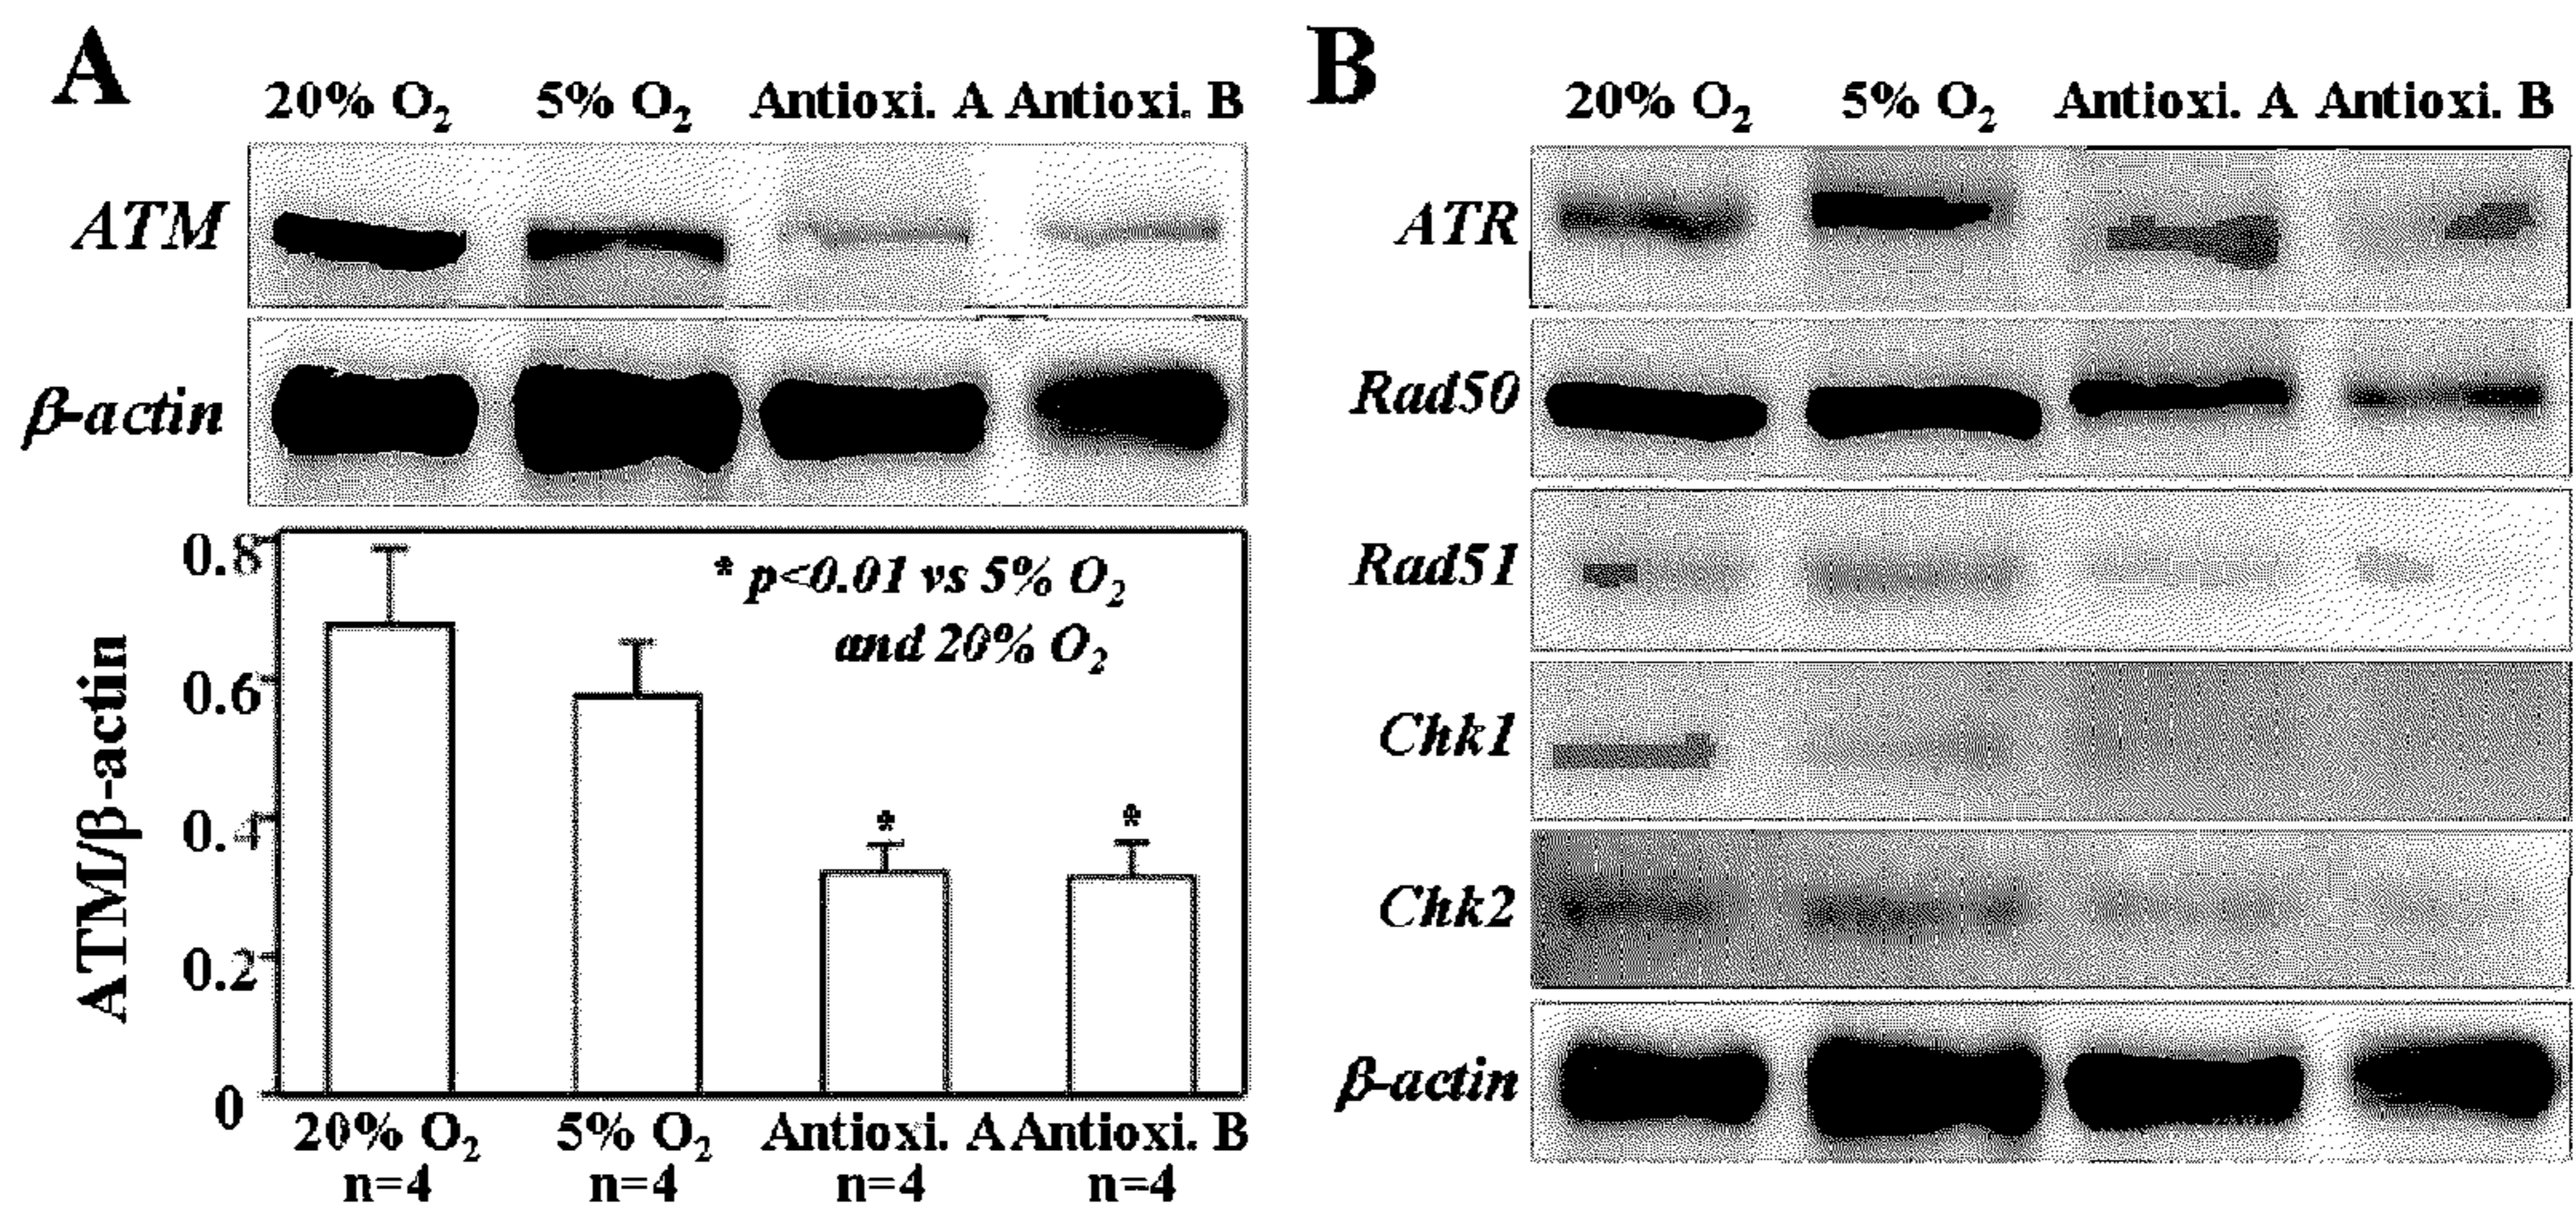 A
20% O2 5% O2 Antioxi. A Antioxi. B
ATM
β-actin
0.8
0.6
0.4
0.2
0
ATM/β-actin
* p<0.01 vs 5% O2
and 20% O2
*
*
20% O2 5% O2 Antioxi. A Antioxi. B
n=4 n=4 n=4 n=4
B
20% O2 5% O2 Antioxi. A Antioxi. B
ATR
Rad50
Rad51
Chk1
Chk2
β-actin